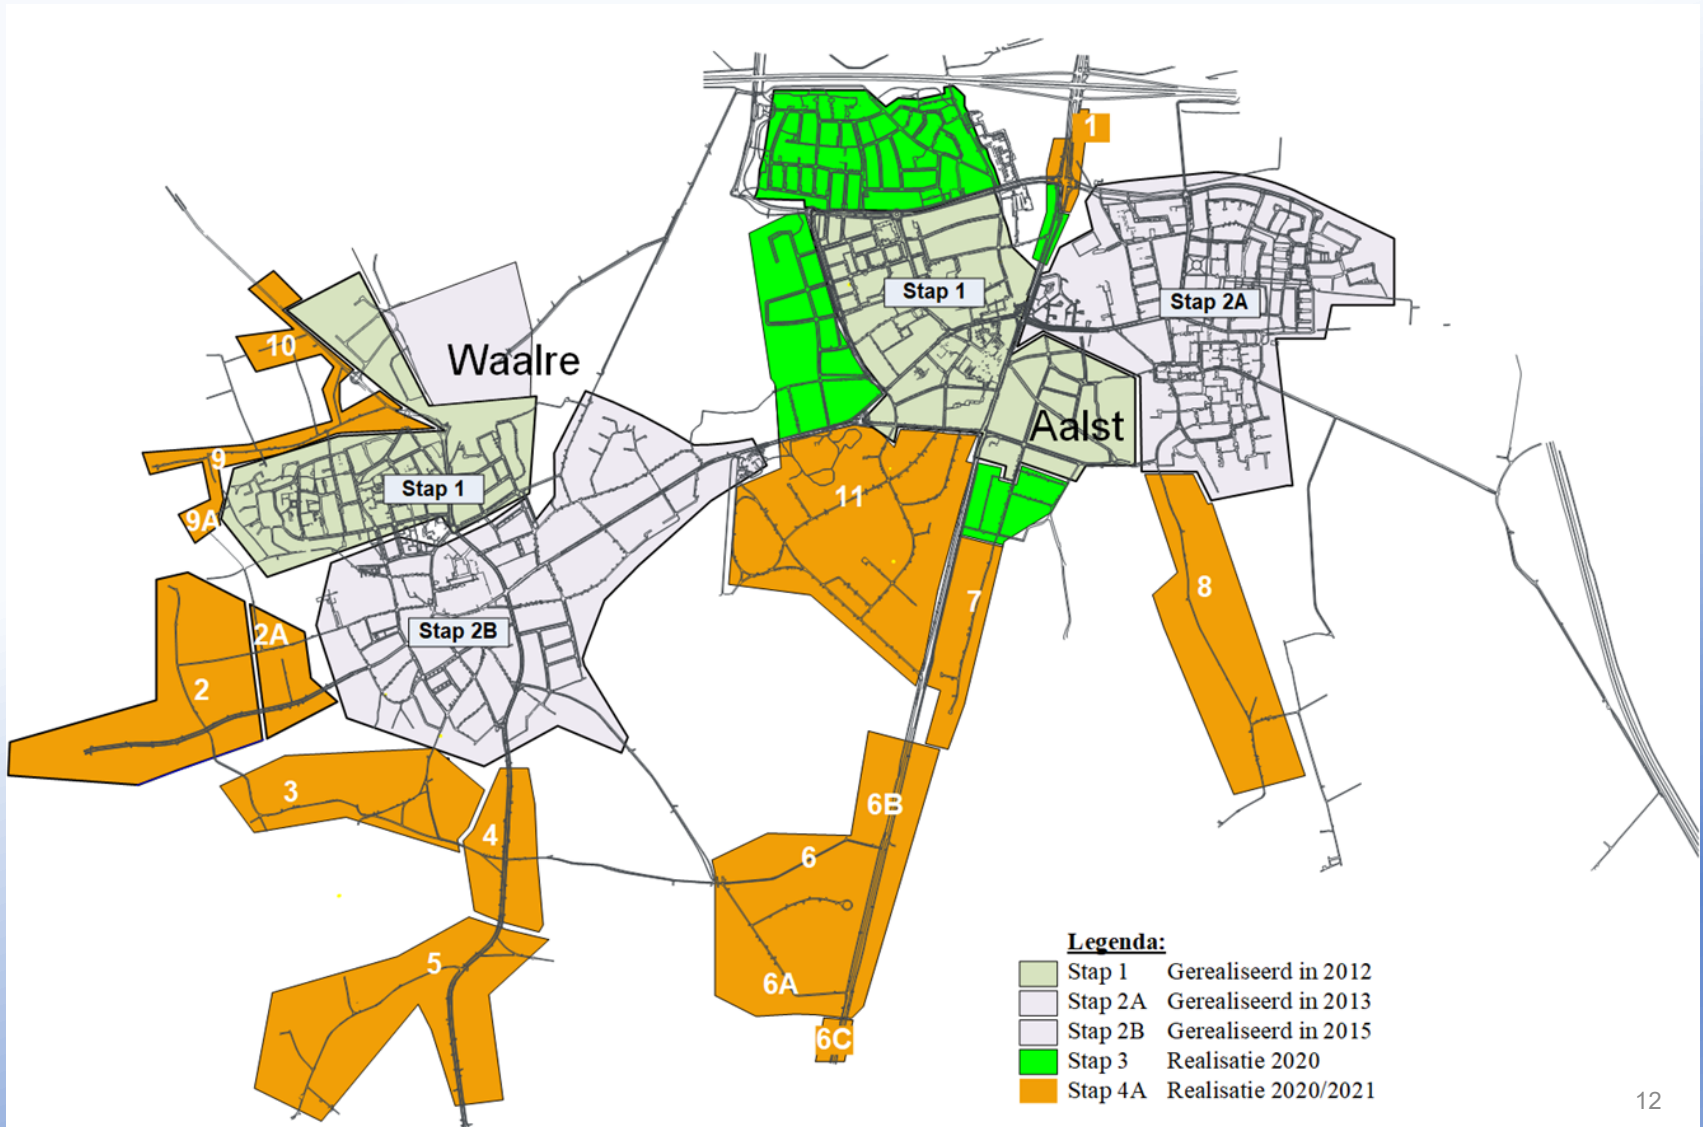 1
Stap 1
Stap 2A
10
Waalre
Aalst
9
Stap 1
11
9A
8
7
2A
Stap 2B
2
3
6B
4
6
5
6A
6C
Legenda:
Stap 1 Gerealiseerd in 2012
Stap 2A Gerealiseerd in 2013
Stap 2B Gerealiseerd in 2015
Stap 3 Realisatie 2020
Stap 4A Realisatie 2020/2021
12